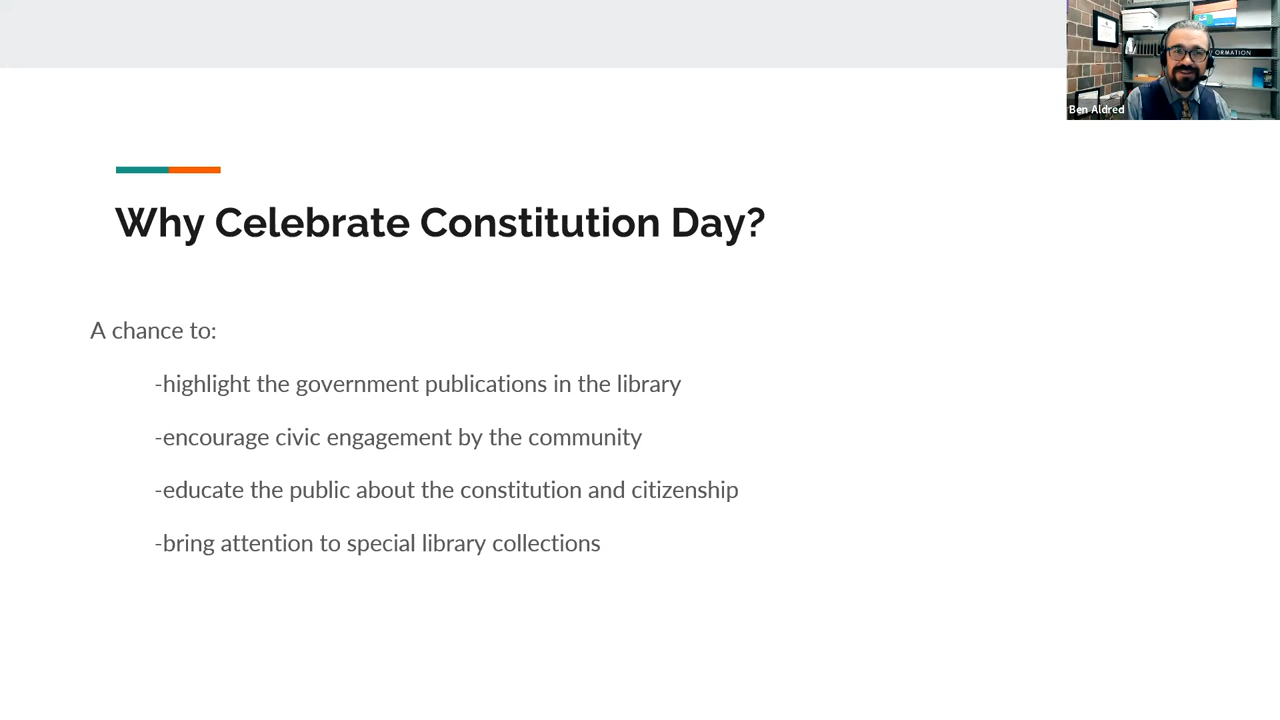 ORMATION
Ben Aldred
Why Celebrate Constitution Day?
A chance to:
-highlight the government publications in the library
-encourage civic engagement by the community
-educate the public about the constitution and citizenship
-bring attention to special library collections